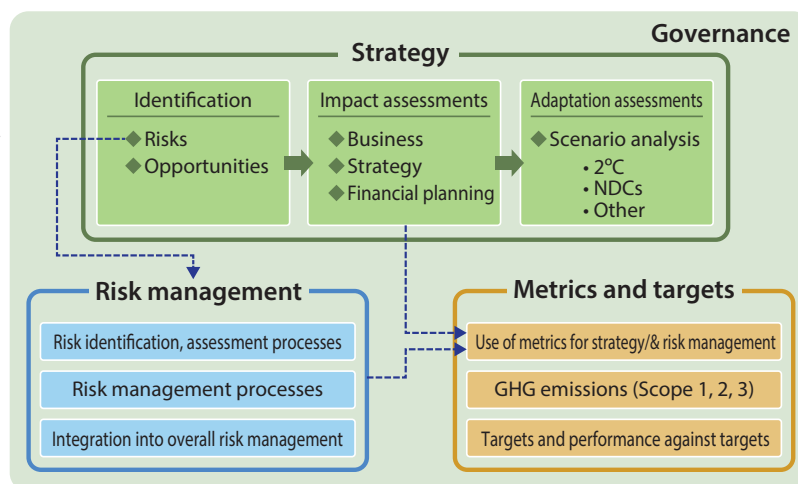 Governance
Strategy
Identification
◆ Risks
◆ Opportunities
Impact assessments
◆ Business
◆ Strategy
◆ Financial planning
Adaptation assessments
◆ Scenario analysis
• 2ºC
• NDCs
• Other
Risk management
Risk identification, assessment processes
Risk management processes
Integration into overall risk management
Metrics and targets
Use of metrics for strategy/& risk management
GHG emissions (Scope 1, 2, 3)
Targets and performance against targets